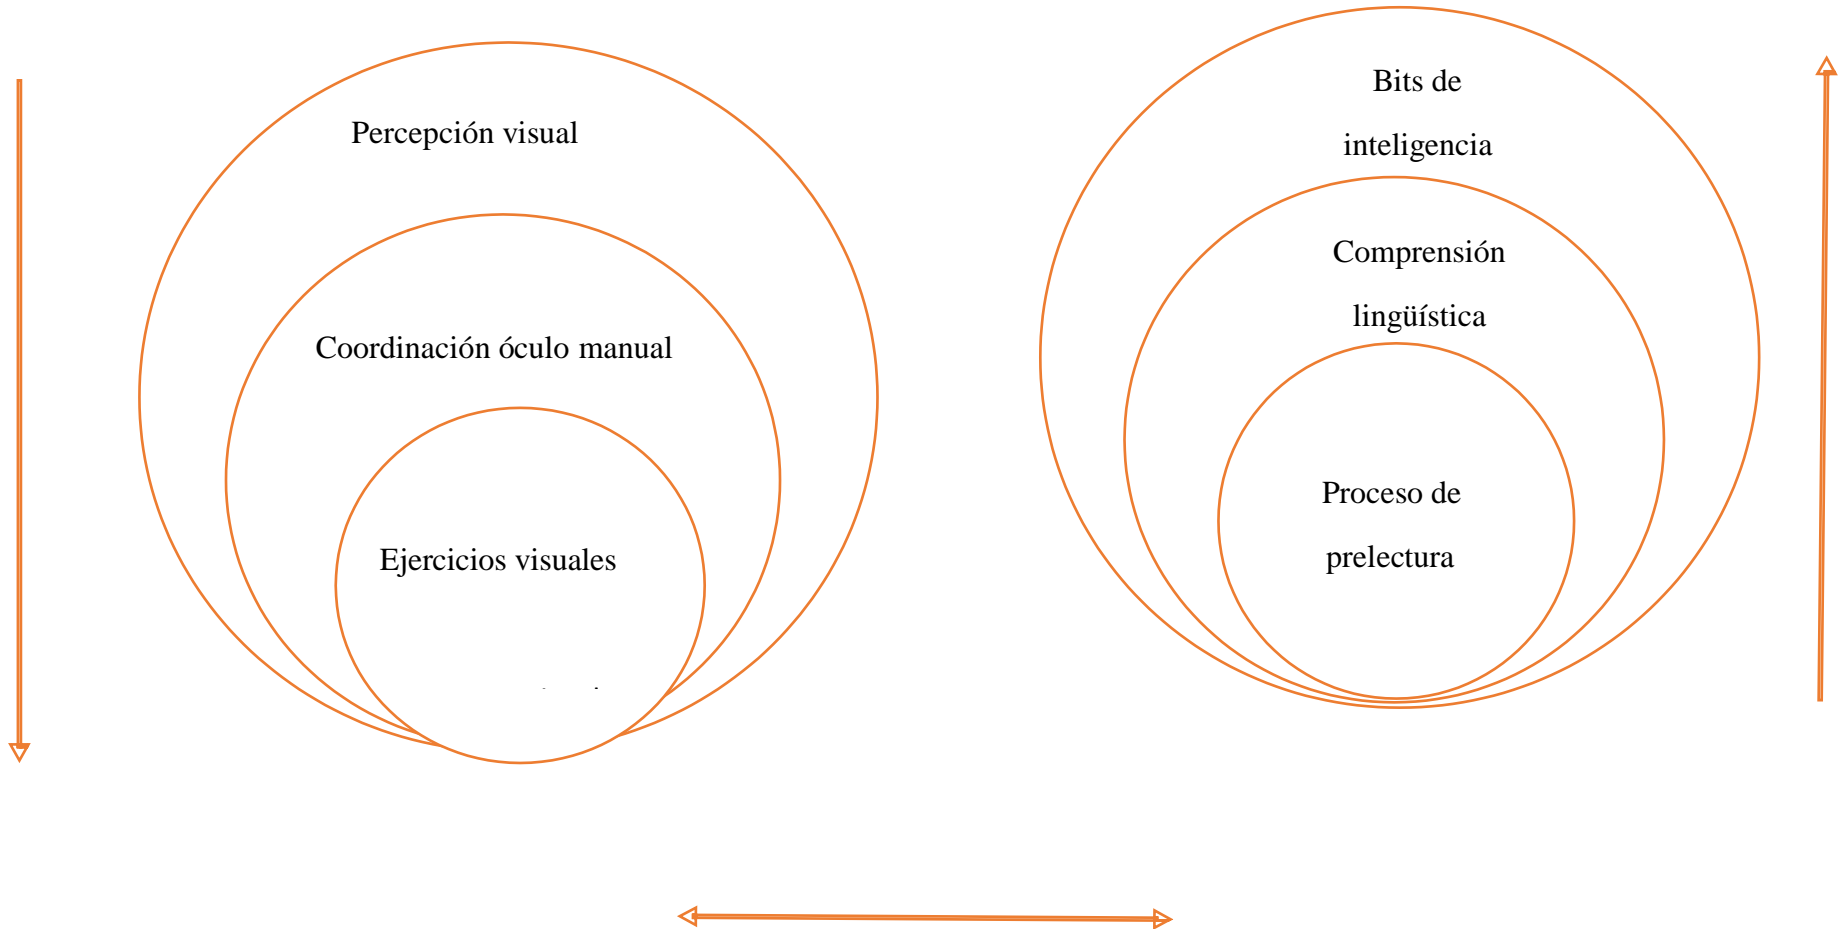 Percepción visual
Coordinación óculo manual
Ejercicios visuales
Bits de
inteligencia
Comprensión
lingüística
Proceso de
prelectura